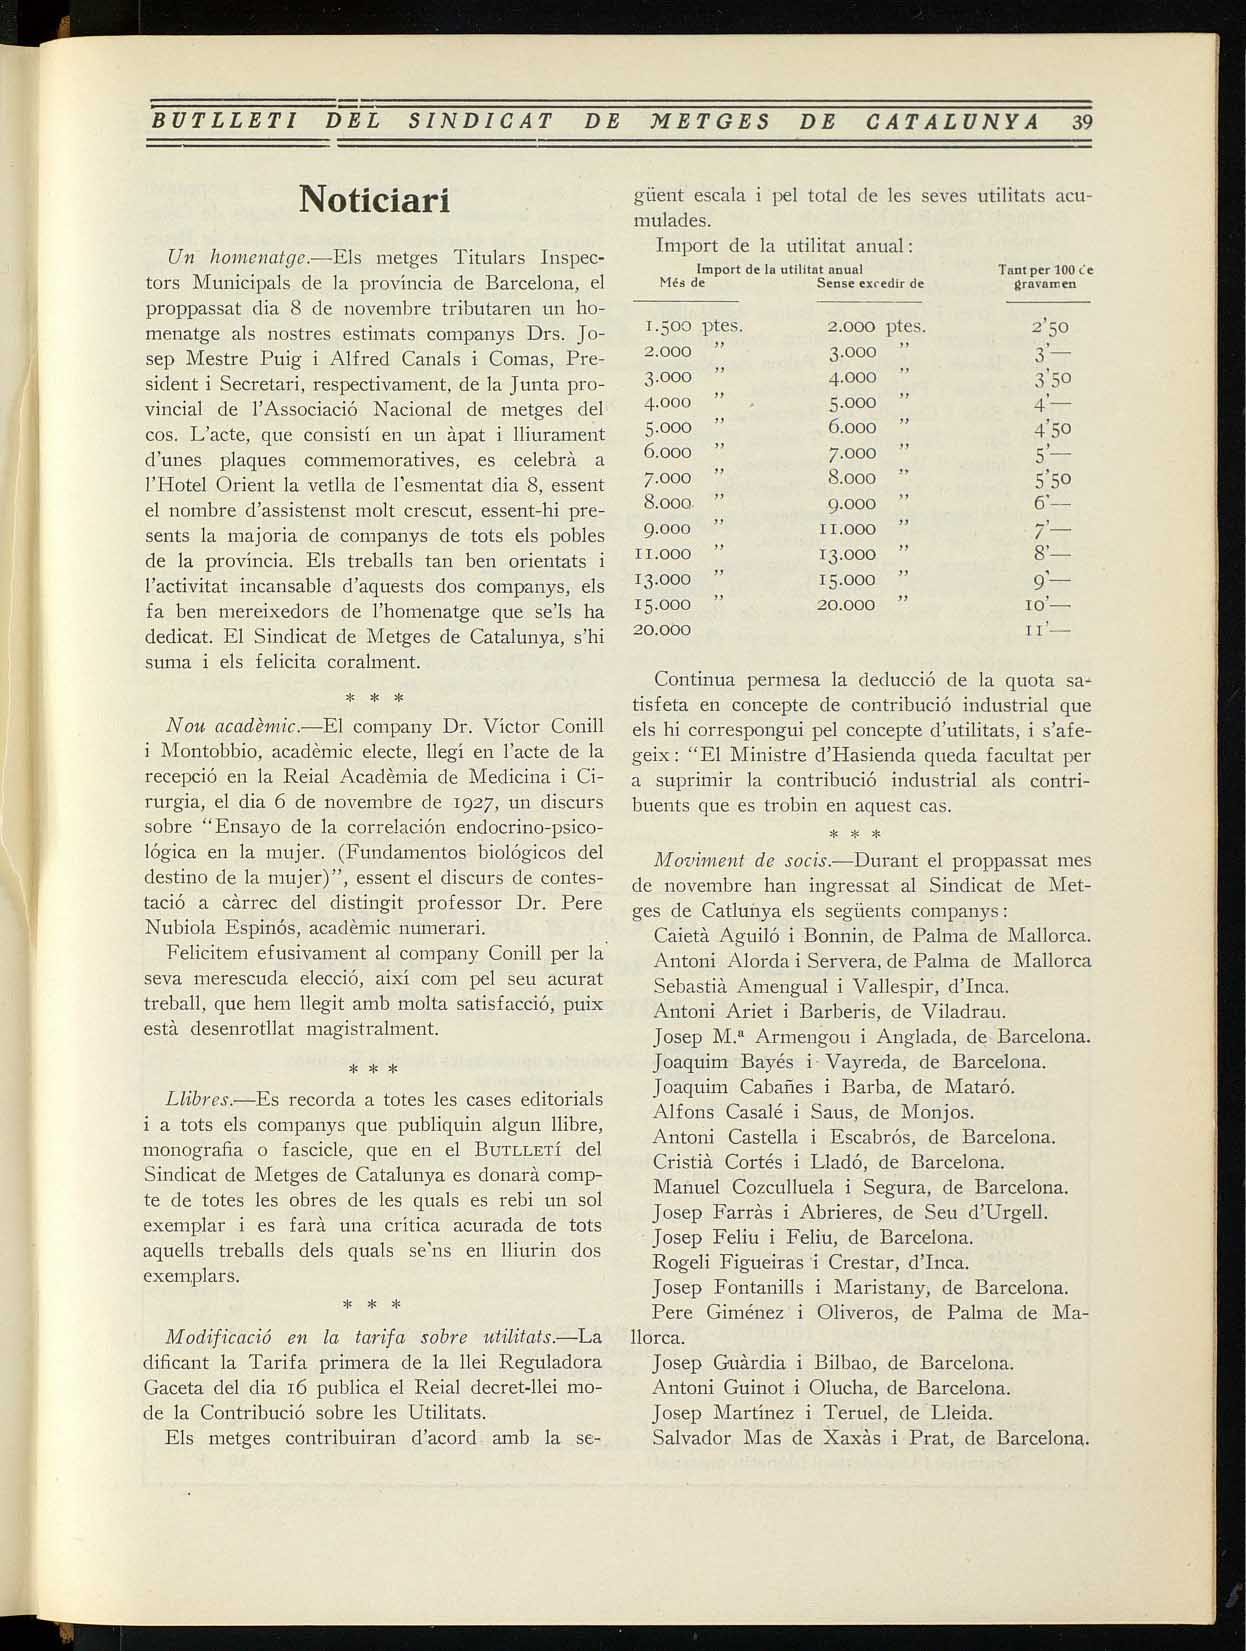 BUTLLETI DEL SINDICAT DE METGES DE CATALUNYA 39
Noticiari
Un homenatge.—Els metges Titulars Inspec-
tors Municipals de la província de Barcelona, el
proppassat dia 8 de novembre tributaren un ho-
menatge als nostres estimats companys Drs. Jo-
sep Mestre Puig i Alfred Canals i Comas, Pre-
sident i Secretari, respectivament, de la Junta pro-
vincial de l'Associació Nacional de metges del
cos. L'acte, que consistí en un àpat i lliurament
d'unes plaques commemoratives, es celebrà a
l'Hotel Orient la vetlla de l'esmentat dia 8, essent
el nombre d'assistenst molt crescut, essent-hi pre-
sents la majoria de companys de tots els pobles
de la província. Els treballs tan ben orientats i
l'activitat incansable d'aquests dos companys, els
fa ben mereixedors de l'homenatge que se'ls ha
dedicat. El Sindicat de Metges de Catalunya, s'hi
suma i els felicita coralment.
* * *
Nou acadèmic.—El company Dr. Víctor Conill
i Montobbio, acadèmic electe, llegí en l'acte de la
recepció en la Reial Acadèmia de Medicina i Ci-
rurgia, el dia 6 de novembre de 1927, un discurs
sobre "Ensayo de la correlación endocrino-psico-
lógica en la mujer. (Fundamentos biológicos del
destino de la mujer)", essent el discurs de contes-
tació a càrrec del distingit professor Dr. Pere
Nubiola Espinós, acadèmic numerari.
Felicitem efusivament al company Conill per la
seva merescuda elecció, així com pel seu acurat
treball, que hem llegit amb molta satisfacció, puix
està desenrotllat magistralment.
* * *
Llibres.—Es recorda a totes les cases editorials
i a tots els companys que publiquin algun llibre,
monografia o fascicle, que en el BUTLLETÍ del
Sindicat de Metges de Catalunya es donarà comp-
te de totes les obres de les quals es rebi un sol
exemplar i es farà una crítica acurada de tots
aquells treballs dels quals se'ns en lliurin dos
exemplars.
* * *
Modificació en la tarifa sobre utilitats.—La
dificant la Tarifa primera de la llei Reguladora
Gaceta del dia 16 publica el Reial decret-llei mo-
de la Contribució sobre les Utilitats.
Els metges contribuiran d'acord amb la se-
güent escala i pel total de les seves utilitats acu-
mulades.
Import de la utilitat anual:
Import de la utilitat anual Tant per 100 de
Més de Sense excedir de gravamen
1.500 ptes. 2.000 ptes. 2'50
2.000 " 3.000 " 3'—
3.000 " 4.000 " 3'50
4.000 " 5.000 " 4'—
5.000 " 6.000 " 4'50
6.000 " 7.000 " 5'—
7.000 " 8.000 " 5'50
8.000 " 9.000 " 6'—
9.000 " 11.000 " 7'—
11.000 " 13.000 " 8'—
13.000 " 15.000 " 9'—
15.000 " 20.000 " 10'—
20.000 11'—
Continua permesa la deducció de la quota sa-
tisfeta en concepte de contribució industrial que
els hi correspongui pel concepte d'utilitats, i s'afe-
geix: "El Ministre d'Hasienda queda facultat per
a suprimir la contribució industrial als contri-
buents que es trobin en aquest cas.
* * *
Moviment de socis.—Durant el proppassat mes
de novembre han ingressat al Sindicat de Met-
ges de Catlunya els següents companys:
Caietà Aguiló i Bonnin, de Palma de Mallorca.
Antoni Alorda i Servera, de Palma de Mallorca
Sebastià Amengual i Vallespir, d'Inca.
Antoni Ariet i Barberis, de Viladrau.
Josep M.ª Armengou i Anglada, de Barcelona.
Joaquim Bayés i Vayreda, de Barcelona.
Joaquim Cabañes i Barba, de Mataró.
Alfons Casalé i Saus, de Monjos.
Antoni Castella i Escabrós, de Barcelona.
Cristià Cortés i Lladó, de Barcelona.
Manuel Cozculluela i Segura, de Barcelona.
Josep Farràs i Abrieres, de Seu d'Urgell.
Josep Feliu i Feliu, de Barcelona.
Rogeli Figueiras i Crestar, d'Inca.
Josep Fontanills i Maristany, de Barcelona.
Pere Giménez i Oliveros, de Palma de Ma-
llorca.
Josep Guàrdia i Bilbao, de Barcelona.
Antoni Guinot i Olucha, de Barcelona.
Josep Martínez i Teruel, de Lleida.
Salvador Mas de Xaxàs i Prat, de Barcelona.